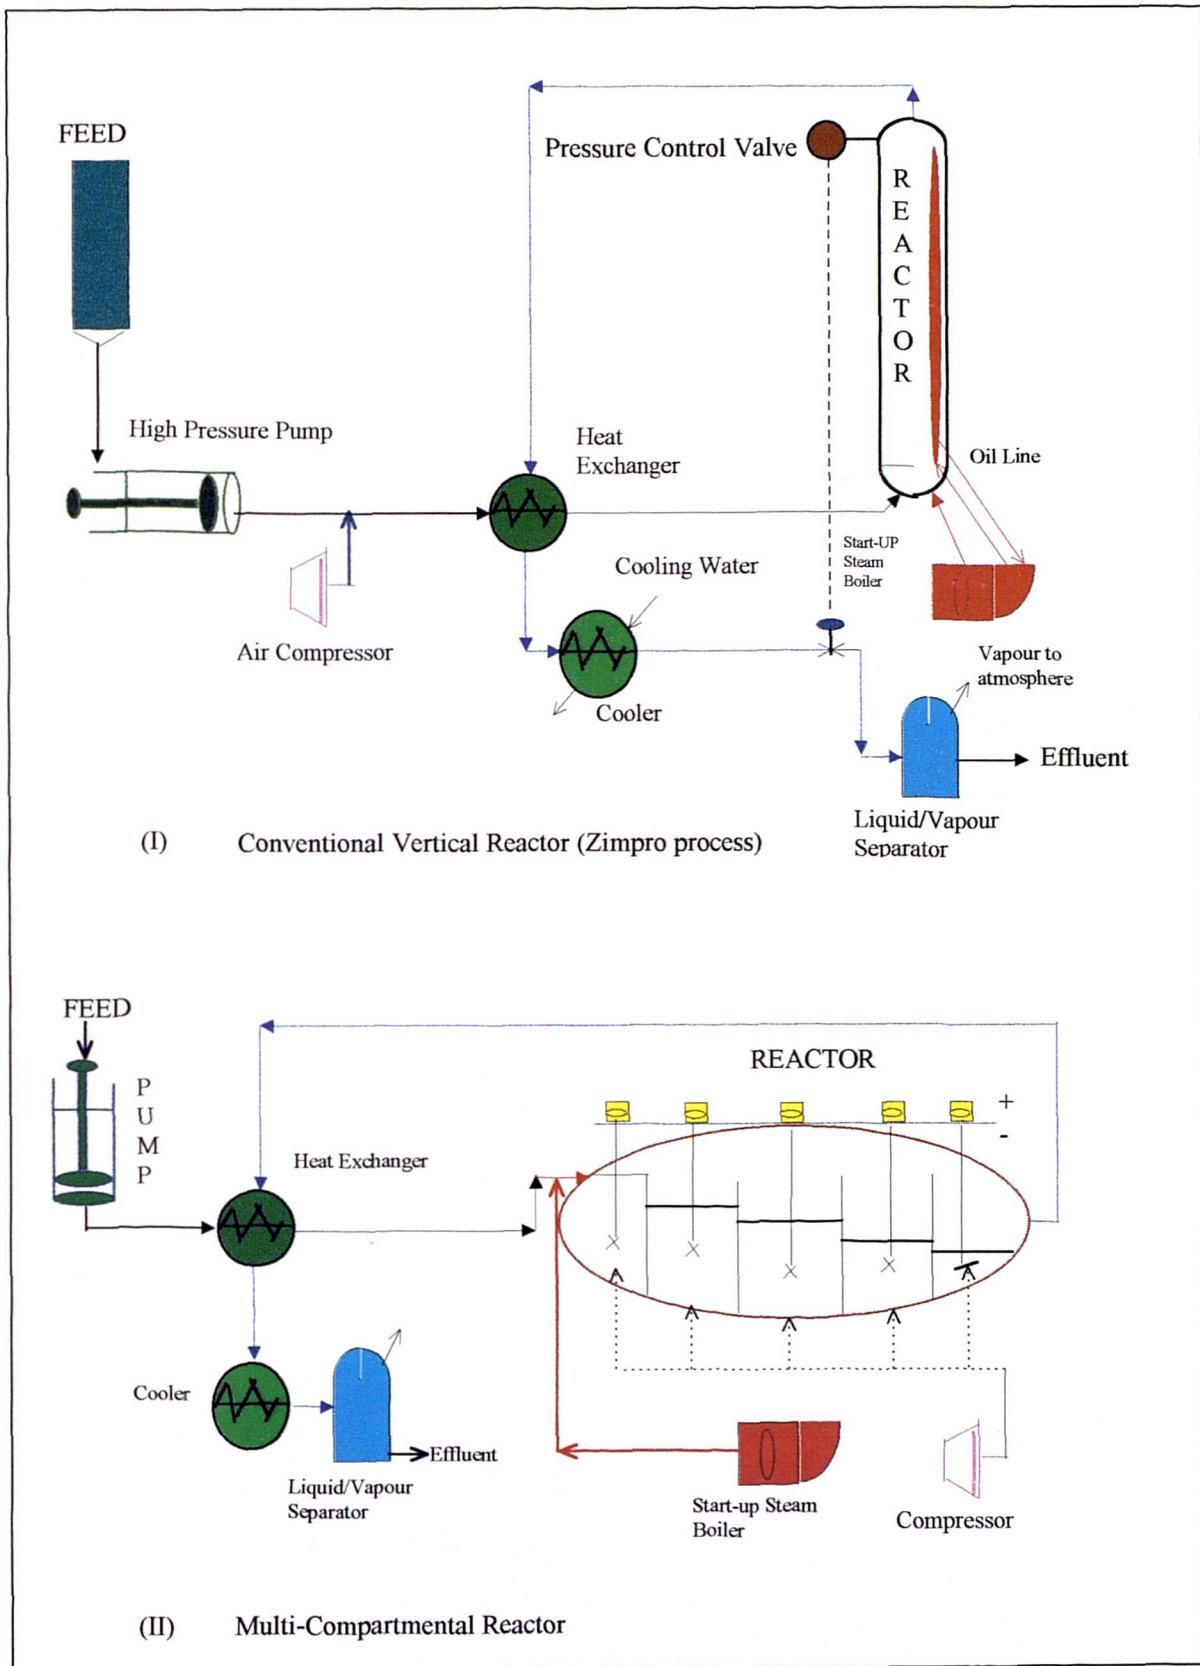 FEED
Pressure Control Valve
R
E
A
C
T
O
R
High Pressure Pump
Heat
Exchanger
Oil Line
Start-UP
Steam
Boiler
Cooling Water
Air Compressor
Vapour to
atmosphere
Cooler
Effluent
Liquid/Vapour
Separator
(I) Conventional Vertical Reactor (Zimpro process)
FEED
P
U
M
P
REACTOR
+
-
Heat Exchanger
Cooler
Effluent
Liquid/Vapour
Separator
Start-up Steam
Boiler
Compressor
(II) Multi-Compartmental Reactor